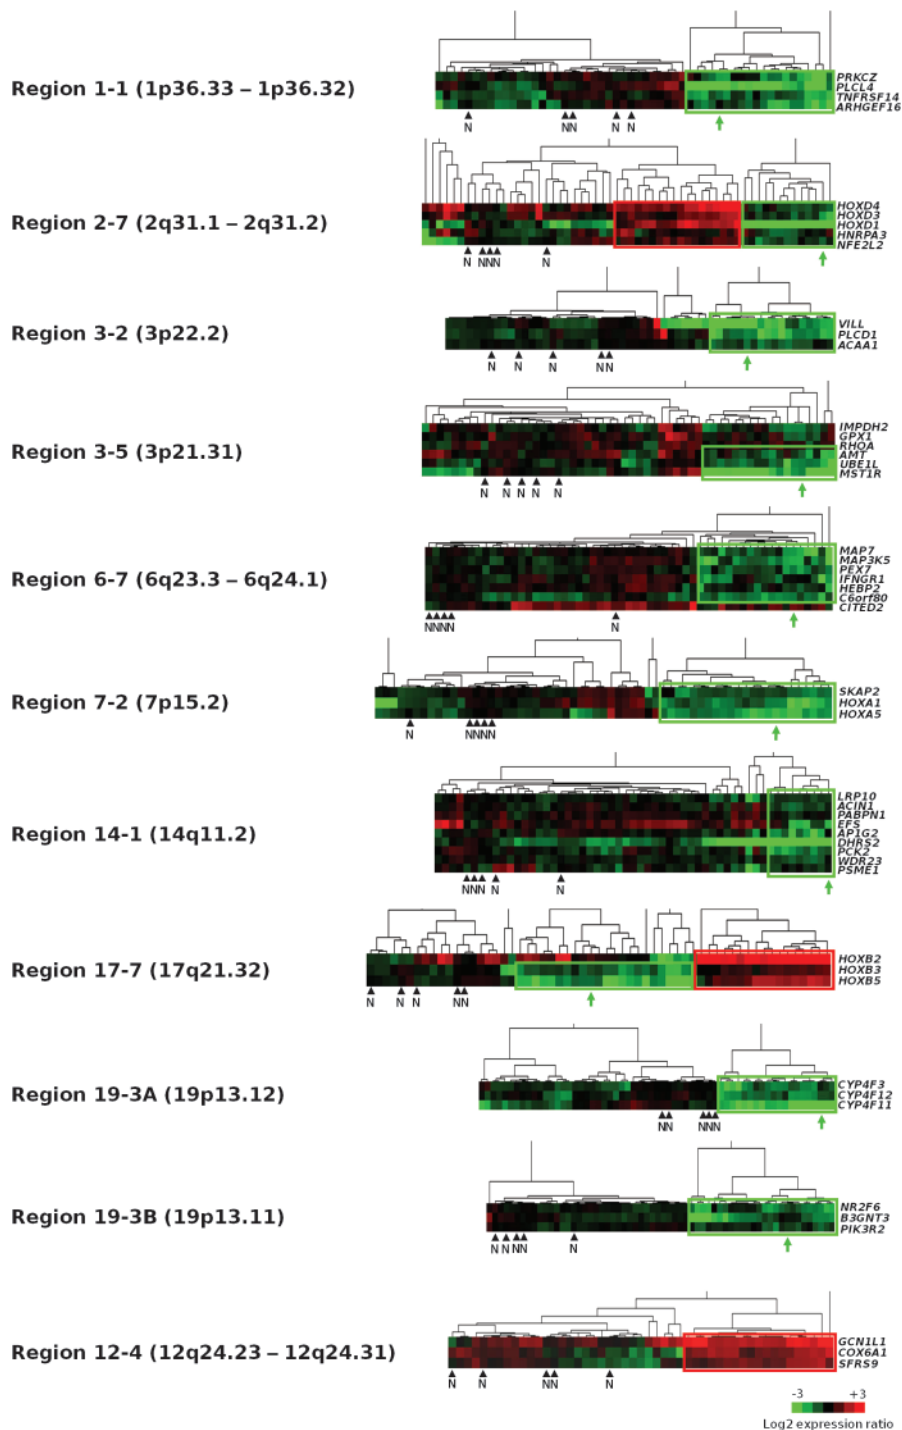 Region 1-1 (1p36.33 – 1p36.32)
PRKCZ
PLCL4
TNFRSF14
ARHGEF16
N NN N N
Region 2-7 (2q31.1 – 2q31.2)
HOXD4
HOXD3
HOXD1
HNRPA3
NFE2L2
N NNN N
Region 3-2 (3p22.2)
VILL
PLCD1
ACAA1
N N N NN
Region 3-5 (3p21.31)
IMPDH2
GPX1
RHOA
AMT
UBE1L
MST1R
N N N N N
Region 6-7 (6q23.3 – 6q24.1)
MAP7
MAP3K5
PEX7
IFNGR1
HEBP2
C6orf80
CITED2
NNNN N
Region 7-2 (7p15.2)
SKAP2
HOXA1
HOXA5
N NNNN
Region 14-1 (14q11.2)
LRP10
ACIN1
PABPN1
EFS
AP1G2
DHRS2
PCK2
WDR23
PSME1
NNN N N
Region 17-7 (17q21.32)
HOXB2
HOXB3
HOXB5
N N N NN
Region 19-3A (19p13.12)
CYP4F3
CYP4F12
CYP4F11
NN NNN
Region 19-3B (19p13.11)
NR2F6
B3GNT3
PIK3R2
N N NN N
Region 12-4 (12q24.23 – 12q24.31)
GCN1L1
COX6A1
SFRS9
N N NN N
-3 +3
Log2 expression ratio